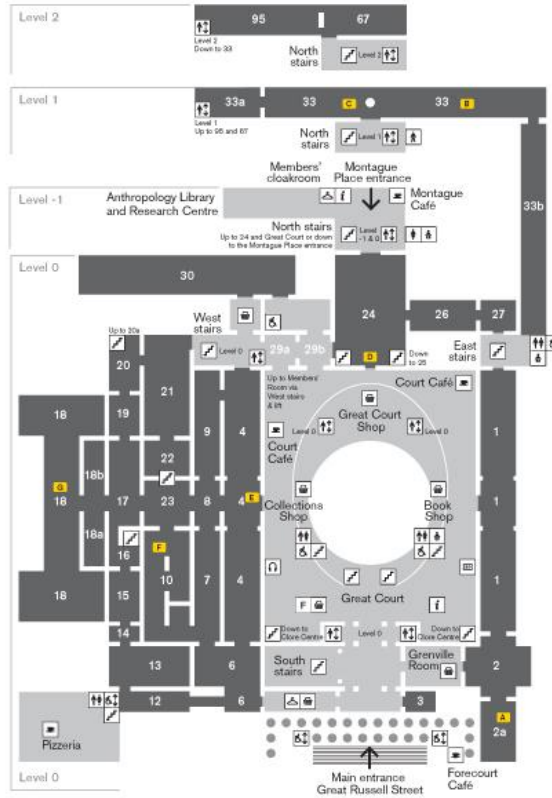 Level 2
95
67
Level 2
Down to 33
North
stairs
Level 2
Level 1
33a
33
C
33
B
Level 1
Up to 95 and 67
North
stairs
Level 1
33b
Members'
cloakroom
Montague
Place entrance
Level -1
Anthropology Library
and Research Centre
i
Montague
Café
North stairs
Up to 24 and Great Court or down
to the Montague Place entrance
Level
-1 & 0
Level 0
30
24
26
27
West
stairs
Level 0
29a
29b
D
Down
to 25
East
stairs
Up to 20a
20
21
Up to Members'
Room via
West stairs
& lift
Court Café
Great Court
Shop
Level 0
Level 0
Court
Café
18
19
9
4
1
18b
22
G
18
17
23
8
4
E
Collections
Shop
Book
Shop
1
18a
16
F
10
7
4
1
18
15
Great Court
F
i
14
Down to
Clore Centre
Level 0
Down to
Clore Centre
13
6
South
stairs
Grenville
Room
2
12
6
3
A
2a
Pizzeria
Forecourt
Café
Main entrance
Great Russell Street
Level 0